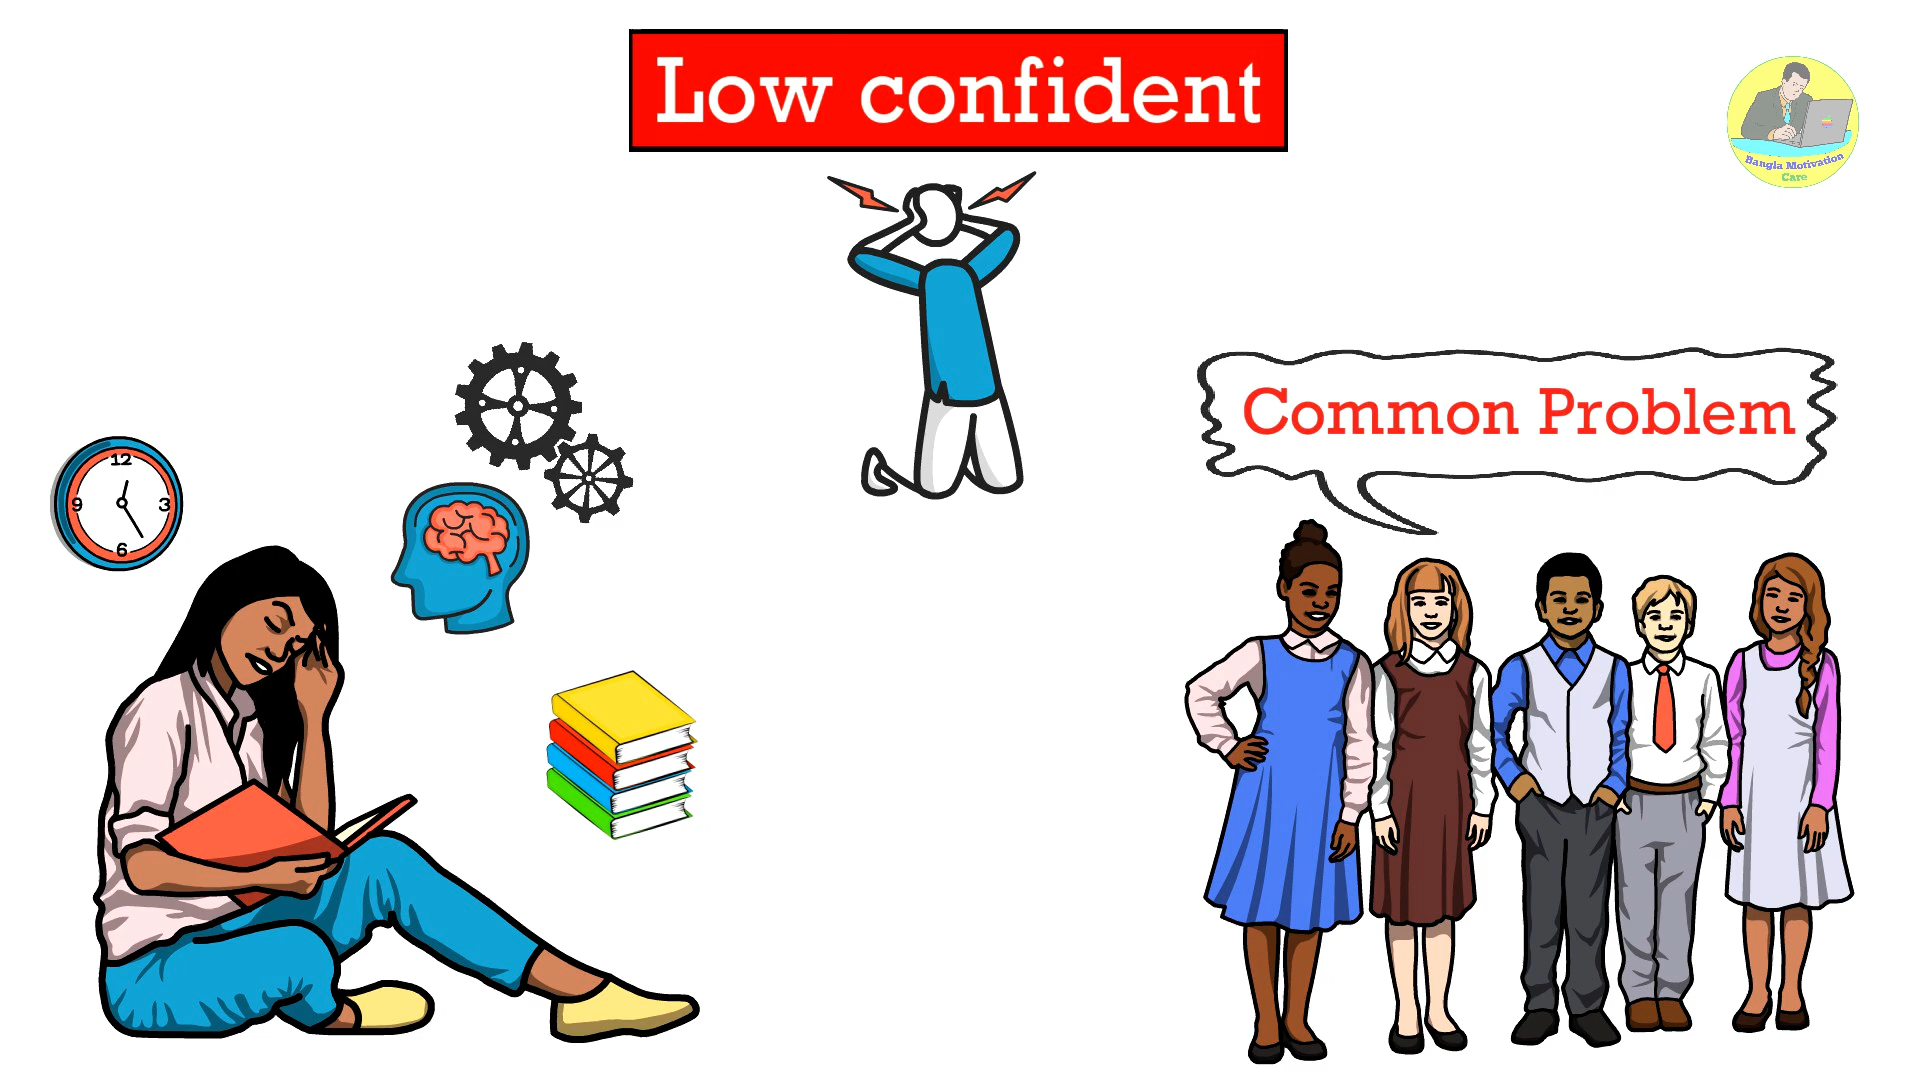 Low confident
Bangla Motivation
Care
Common Problem
12
9
3
6